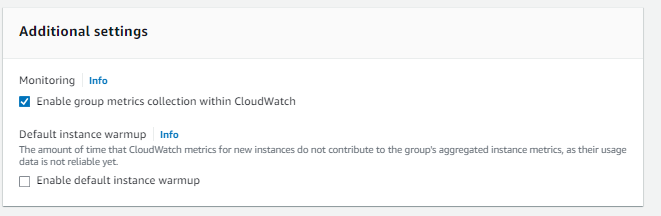 Additional settings
Monitoring Info
Enable group metrics collection within CloudWatch
Default instance warmup Info
The amount of time that CloudWatch metrics for new instances do not contribute to the group's aggregated instance metrics, as their usage
data is not reliable yet.
Enable default instance warmup